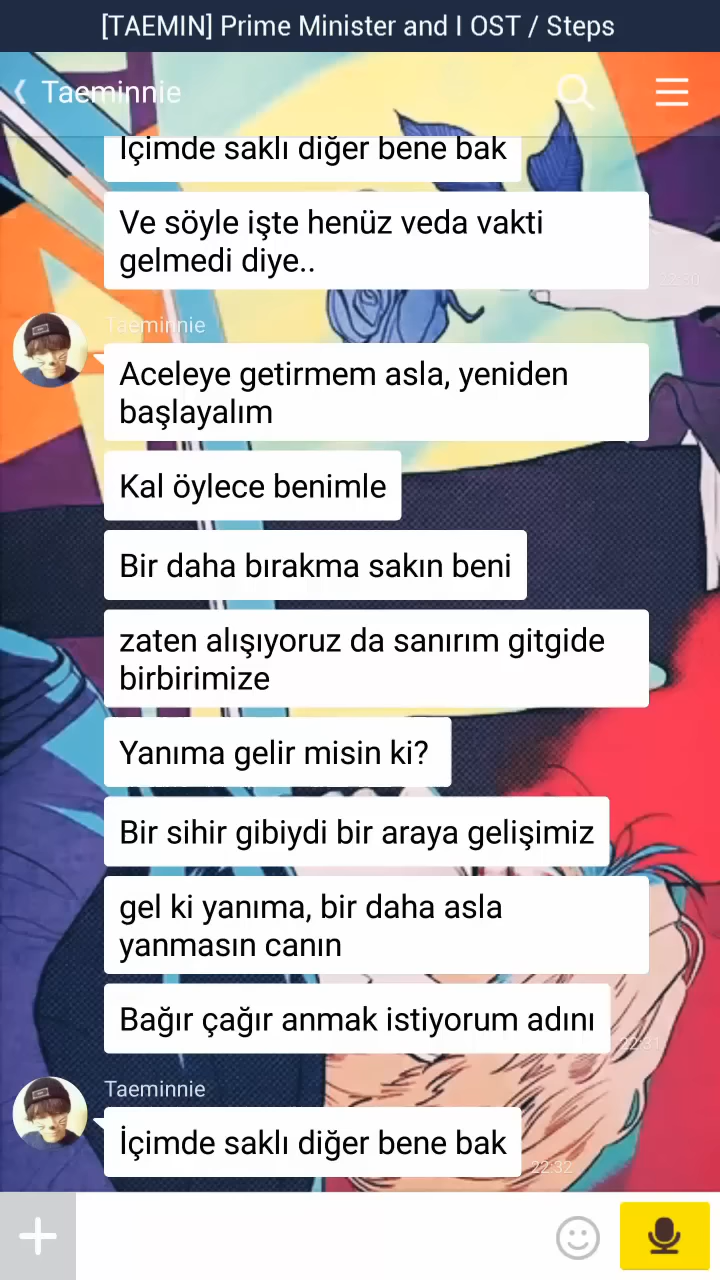 [TAEMIN] Prime Minister and I OST / Steps
Taeminnie
İçimde saklı diğer bene bak
Ve söyle işte henüz veda vakti
gelmedi diye..
22:30
Taeminnie
Aceleye getirmem asla, yeniden
başlayalım
Kal öylece benimle
Bir daha bırakma sakın beni
zaten alışıyoruz da sanırım gitgide
birbirimize
Yanıma gelir misin ki?
Bir sihir gibiydi bir araya gelişimiz
gel ki yanıma, bir daha asla
yanmasın canın
Bağır çağır anmak istiyorum adını
22:31
Taeminnie
İçimde saklı diğer bene bak
22:32